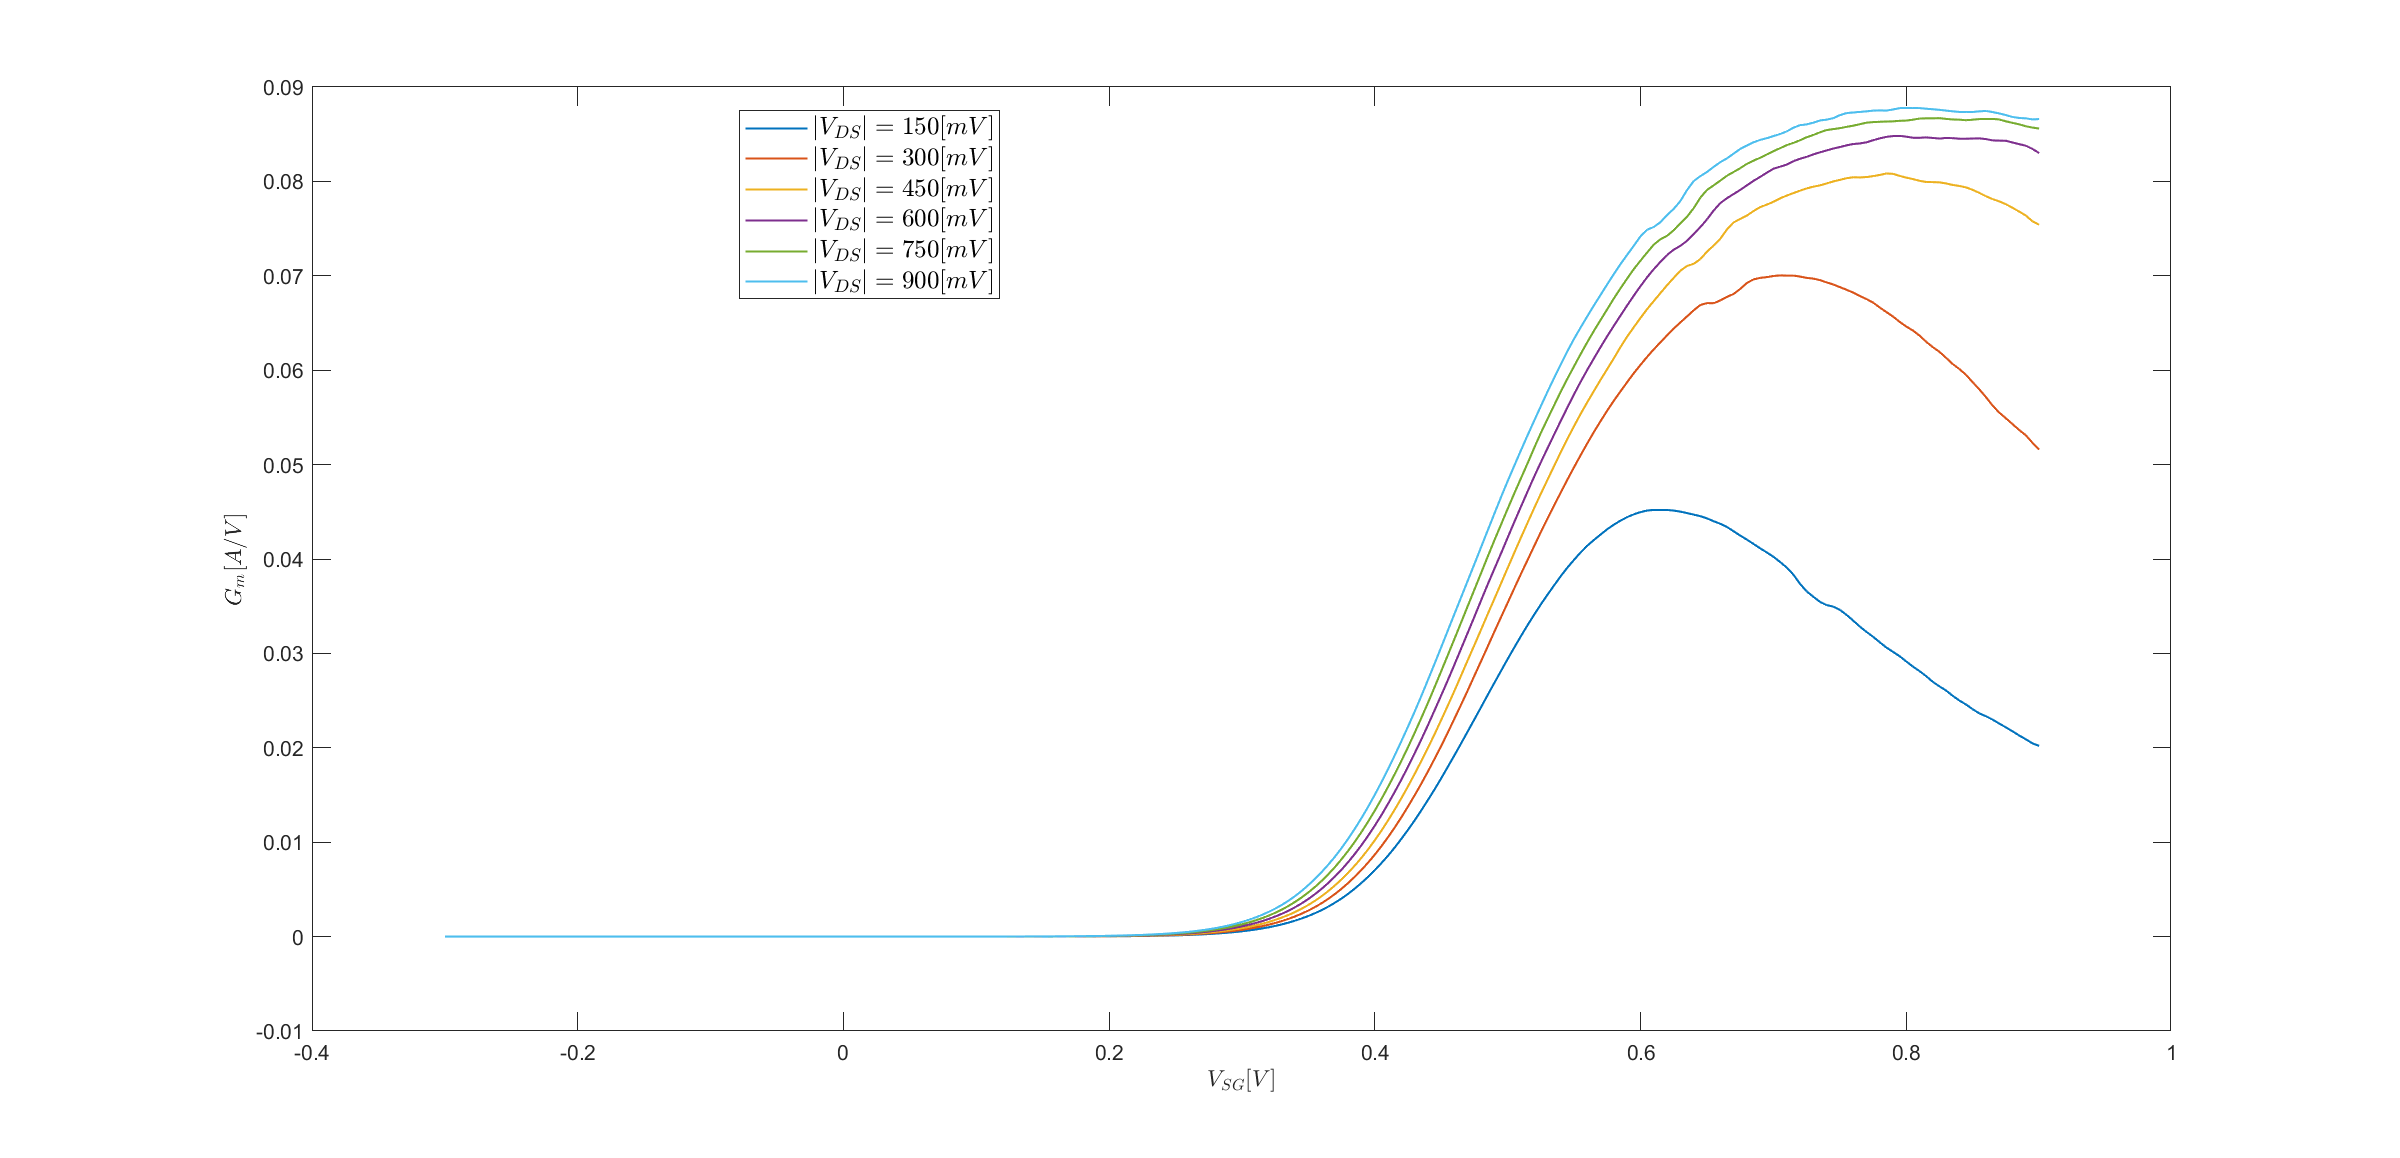 0.09
0.08
0.07
0.06
0.05
0.04
0.03
0.02
0.01
0
-0.01
G_m[A/V]
|V_DS| = 150[mV]
|V_DS| = 300[mV]
|V_DS| = 450[mV]
|V_DS| = 600[mV]
|V_DS| = 750[mV]
|V_DS| = 900[mV]
-0.4 -0.2 0 0.2 0.4 0.6 0.8 1
V_SG[V]